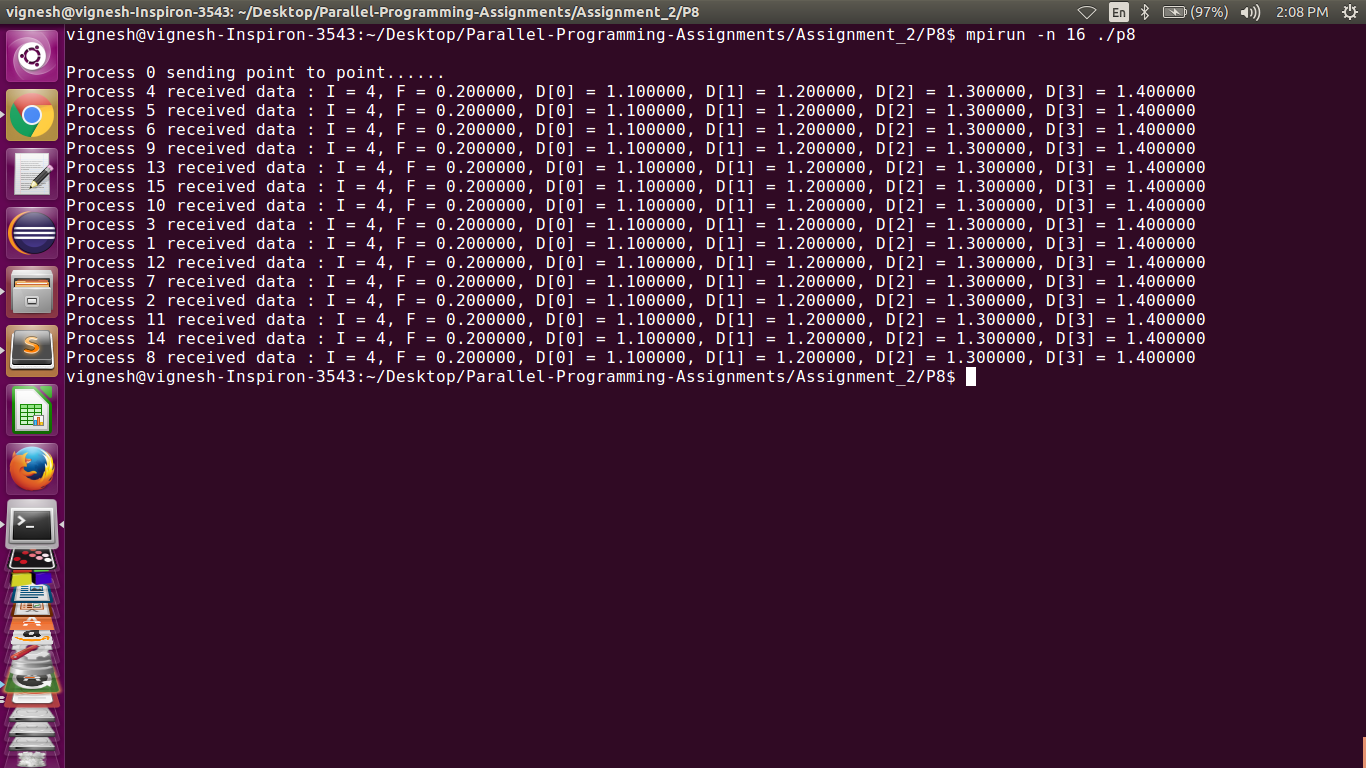 vignesh@vignesh-Inspiron-3543: ~/Desktop/Parallel-Programming-Assignments/Assignment_2/P8 En (97%) 2:08 PM
vignesh@vignesh-Inspiron-3543:~/Desktop/Parallel-Programming-Assignments/Assignment_2/P8$ mpirun -n 16 ./p8
Process 0 sending point to point......
Process 4 received data : I = 4, F = 0.200000, D[0] = 1.100000, D[1] = 1.200000, D[2] = 1.300000, D[3] = 1.400000
Process 5 received data : I = 4, F = 0.200000, D[0] = 1.100000, D[1] = 1.200000, D[2] = 1.300000, D[3] = 1.400000
Process 6 received data : I = 4, F = 0.200000, D[0] = 1.100000, D[1] = 1.200000, D[2] = 1.300000, D[3] = 1.400000
Process 9 received data : I = 4, F = 0.200000, D[0] = 1.100000, D[1] = 1.200000, D[2] = 1.300000, D[3] = 1.400000
Process 13 received data : I = 4, F = 0.200000, D[0] = 1.100000, D[1] = 1.200000, D[2] = 1.300000, D[3] = 1.400000
Process 15 received data : I = 4, F = 0.200000, D[0] = 1.100000, D[1] = 1.200000, D[2] = 1.300000, D[3] = 1.400000
Process 10 received data : I = 4, F = 0.200000, D[0] = 1.100000, D[1] = 1.200000, D[2] = 1.300000, D[3] = 1.400000
Process 3 received data : I = 4, F = 0.200000, D[0] = 1.100000, D[1] = 1.200000, D[2] = 1.300000, D[3] = 1.400000
Process 1 received data : I = 4, F = 0.200000, D[0] = 1.100000, D[1] = 1.200000, D[2] = 1.300000, D[3] = 1.400000
Process 12 received data : I = 4, F = 0.200000, D[0] = 1.100000, D[1] = 1.200000, D[2] = 1.300000, D[3] = 1.400000
Process 7 received data : I = 4, F = 0.200000, D[0] = 1.100000, D[1] = 1.200000, D[2] = 1.300000, D[3] = 1.400000
Process 2 received data : I = 4, F = 0.200000, D[0] = 1.100000, D[1] = 1.200000, D[2] = 1.300000, D[3] = 1.400000
Process 11 received data : I = 4, F = 0.200000, D[0] = 1.100000, D[1] = 1.200000, D[2] = 1.300000, D[3] = 1.400000
Process 14 received data : I = 4, F = 0.200000, D[0] = 1.100000, D[1] = 1.200000, D[2] = 1.300000, D[3] = 1.400000
Process 8 received data : I = 4, F = 0.200000, D[0] = 1.100000, D[1] = 1.200000, D[2] = 1.300000, D[3] = 1.400000
vignesh@vignesh-Inspiron-3543:~/Desktop/Parallel-Programming-Assignments/Assignment_2/P8$